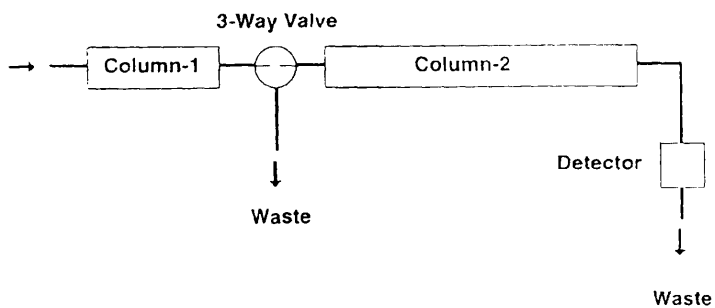 3-Way Valve
Column-1
Column-2
Detector
Waste
Waste